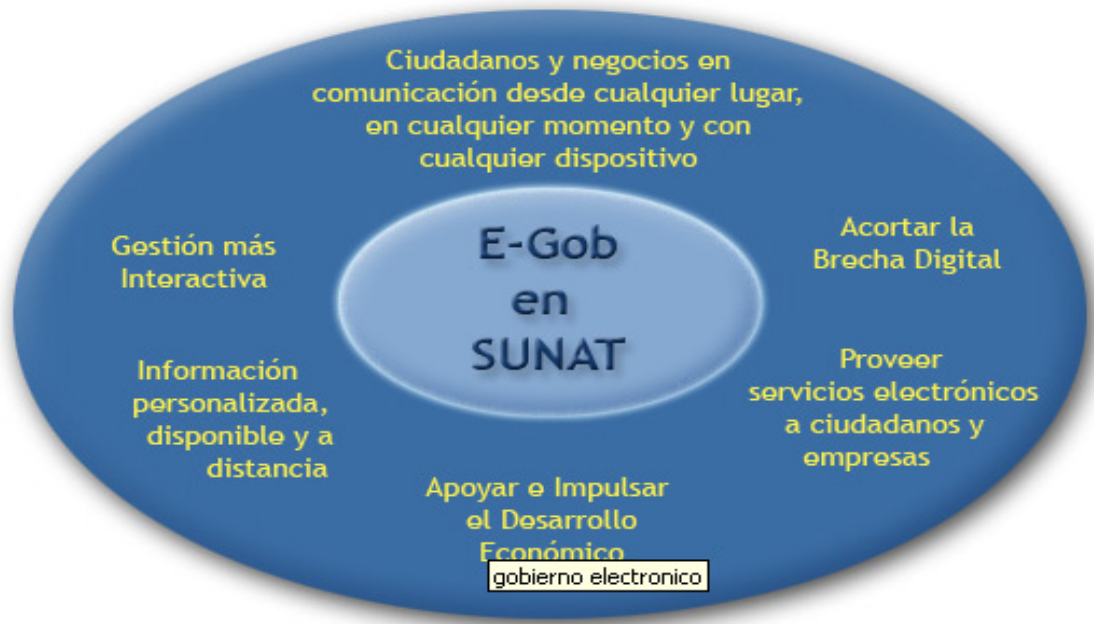 Ciudadanos y negocios en
comunicación desde cualquier lugar,
en cualquier momento y con
cualquier dispositivo
Gestión más
Interactiva
E-Gob
en
SUNAT
Acortar la
Brecha Digital
Información
personalizada,
disponible y a
distancia
Proveer
servicios electrónicos
a ciudadanos y
empresas
Apoyar e Impulsar
el Desarrollo
Económico
gobierno electronico